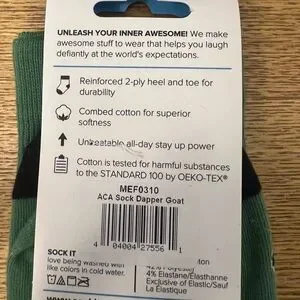 UNLEASH YOUR INNER AWESOME! We make
awesome stuff to wear that helps you laugh
defiantly at the world's expectations.
Reinforced 2-ply heel and toe for
durability
Combed cotton for superior
softness
Unbeatable all-day stay up power
Cotton is tested for harmful substances
to the STANDARD 100 by OEKO-TEX®
MEF0310
ACA Sock Dapper Goat
4 04004 27556 1
SOCK IT
love being washed with
like colors in cold water.
4% Elastane/Élasthanne
Exclusive of Elastic/Sauf
La Élastique